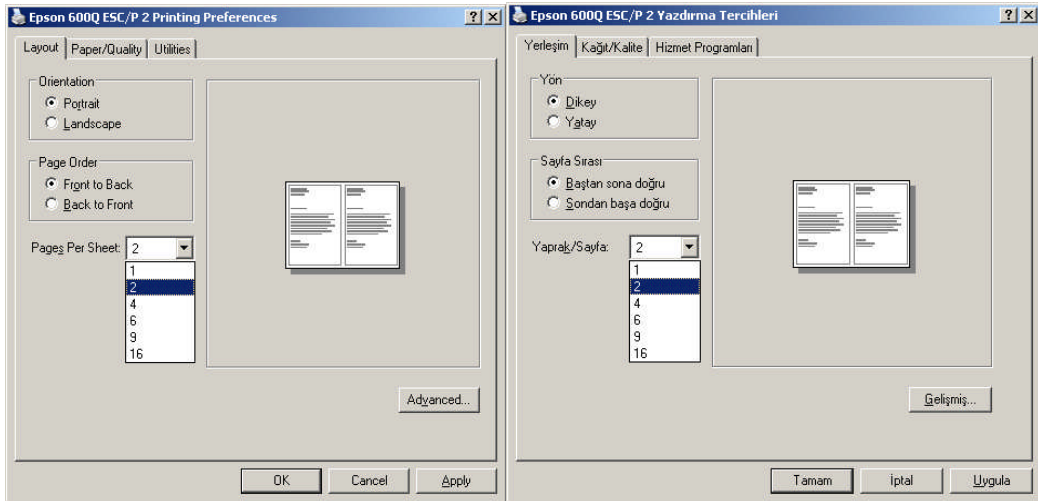 Epson 600Q ESC/P 2 Printing Preferences
Layout Paper/Quality Utilities
Orientation
Portrait
Landscape
Page Order
Front to Back
Back to Front
Pages Per Sheet: 2
1
2
4
6
9
16
Advanced...
OK Cancel Apply
Epson 600Q ESC/P 2 Yazdırma Tercihleri
Yerleşim Kağıt/Kalite Hizmet Programları
Yön
Dikey
Yatay
Sayfa Sırası
Baştan sona doğru
Sondan başa doğru
Yaprak/Sayfa: 2
1
2
4
6
9
16
Gelişmiş...
Tamam İptal Uygula